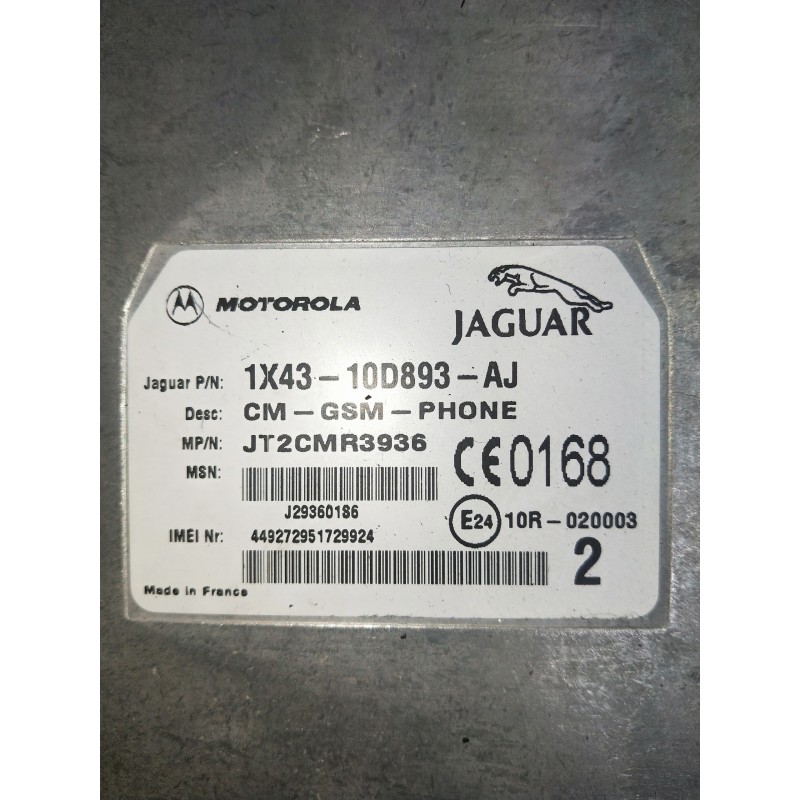 MOTOROLA
JAGUAR
Jaguar P/N: 1X43-10D893-AJ
Desc: CM-GSM-PHONE
MP/N: JT2CMR3936
CE0168
MSN:
J293601S6
E24 10R-020003
IMEI Nr: 449272951729924
2
Made in France